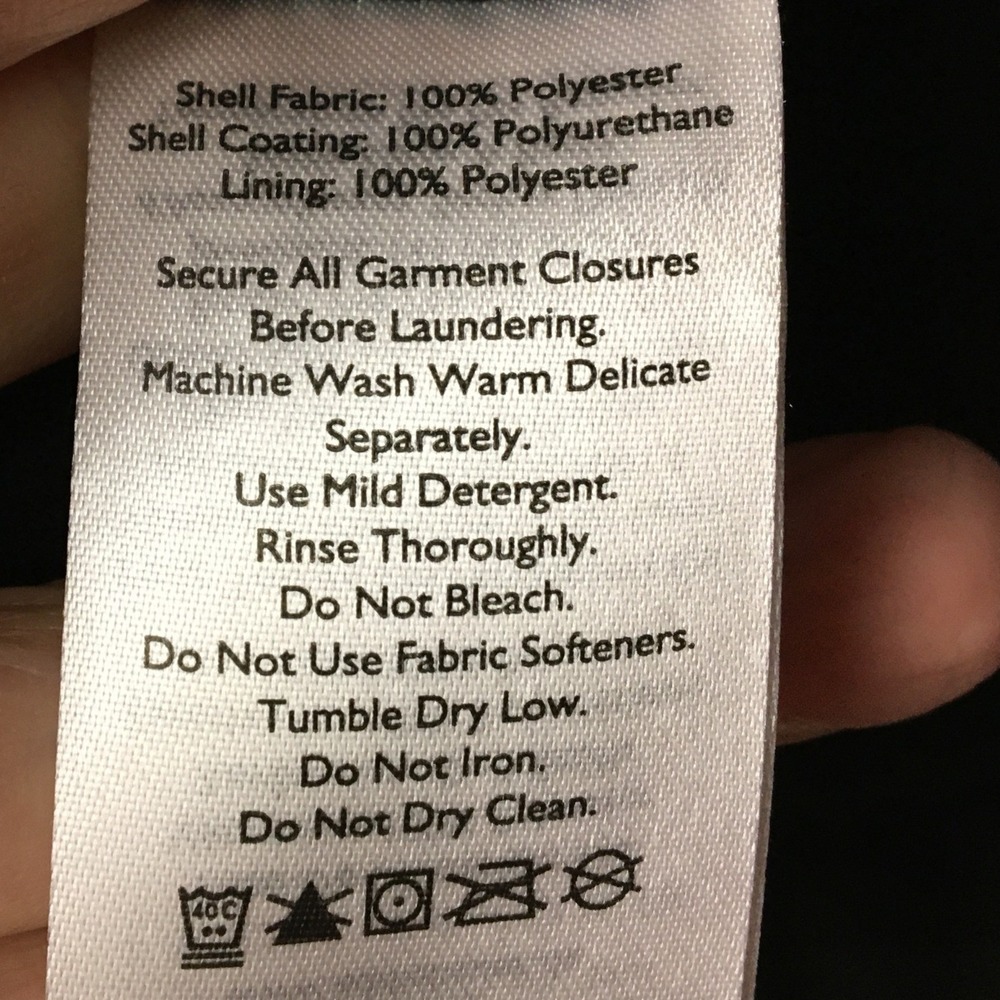 Shell Fabric: 100% Polyester
Shell Coating: 100% Polyurethane
Lining: 100% Polyester
Secure All Garment Closures
Before Laundering.
Machine Wash Warm Delicate
Separately.
Use Mild Detergent.
Rinse Thoroughly.
Do Not Bleach.
Do Not Use Fabric Softeners.
Tumble Dry Low.
Do Not Iron.
Do Not Dry Clean.
40C